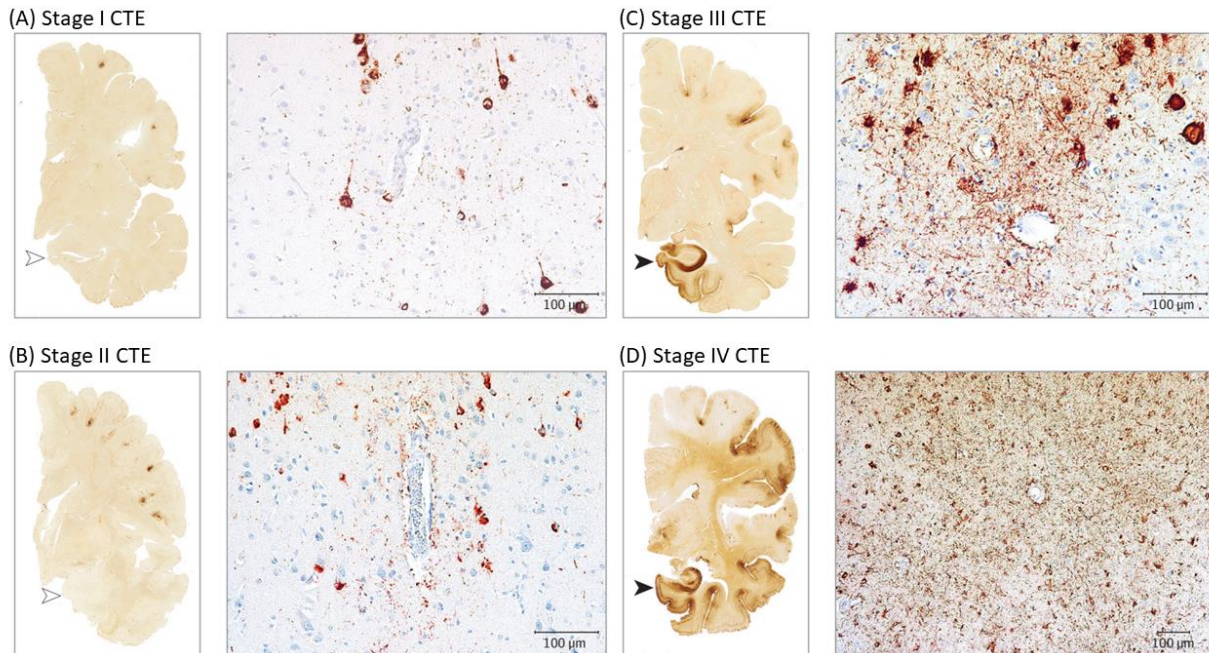 (A) Stage I CTE
100 µm
(B) Stage II CTE
100 µm
(C) Stage III CTE
100 µm
(D) Stage IV CTE
100 µm